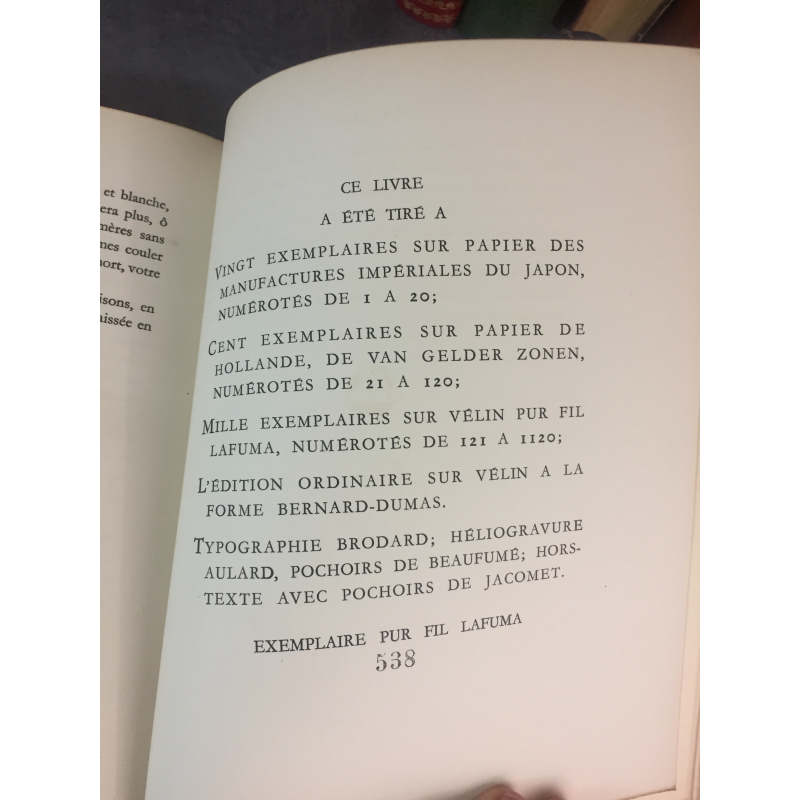 et blanche,
era plus, ô
mères sans
nes couler
nort, votre
isons, en
aissée en
CE LIVRE
A ÉTÉ TIRÉ A
VINGT EXEMPLAIRES SUR PAPIER DES
MANUFACTURES IMPÉRIALES DU JAPON,
NUMÉROTÉS DE 1 A 20;
CENT EXEMPLAIRES SUR PAPIER DE
HOLLANDE, DE VAN GELDER ZONEN,
NUMÉROTÉS DE 21 A 120;
MILLE EXEMPLAIRES SUR VÉLIN PUR FIL
LAFUMA, NUMÉROTÉS DE 121 A 1120;
L'ÉDITION ORDINAIRE SUR VÉLIN A LA
FORME BERNARD-DUMAS.
TYPOGRAPHIE BRODARD; HÉLIOGRAVURE
AULARD, POCHOIRS DE BEAUFUMÉ; HORS-
TEXTE AVEC POCHOIRS DE JACOMET.
EXEMPLAIRE PUR FIL LAFUMA
538